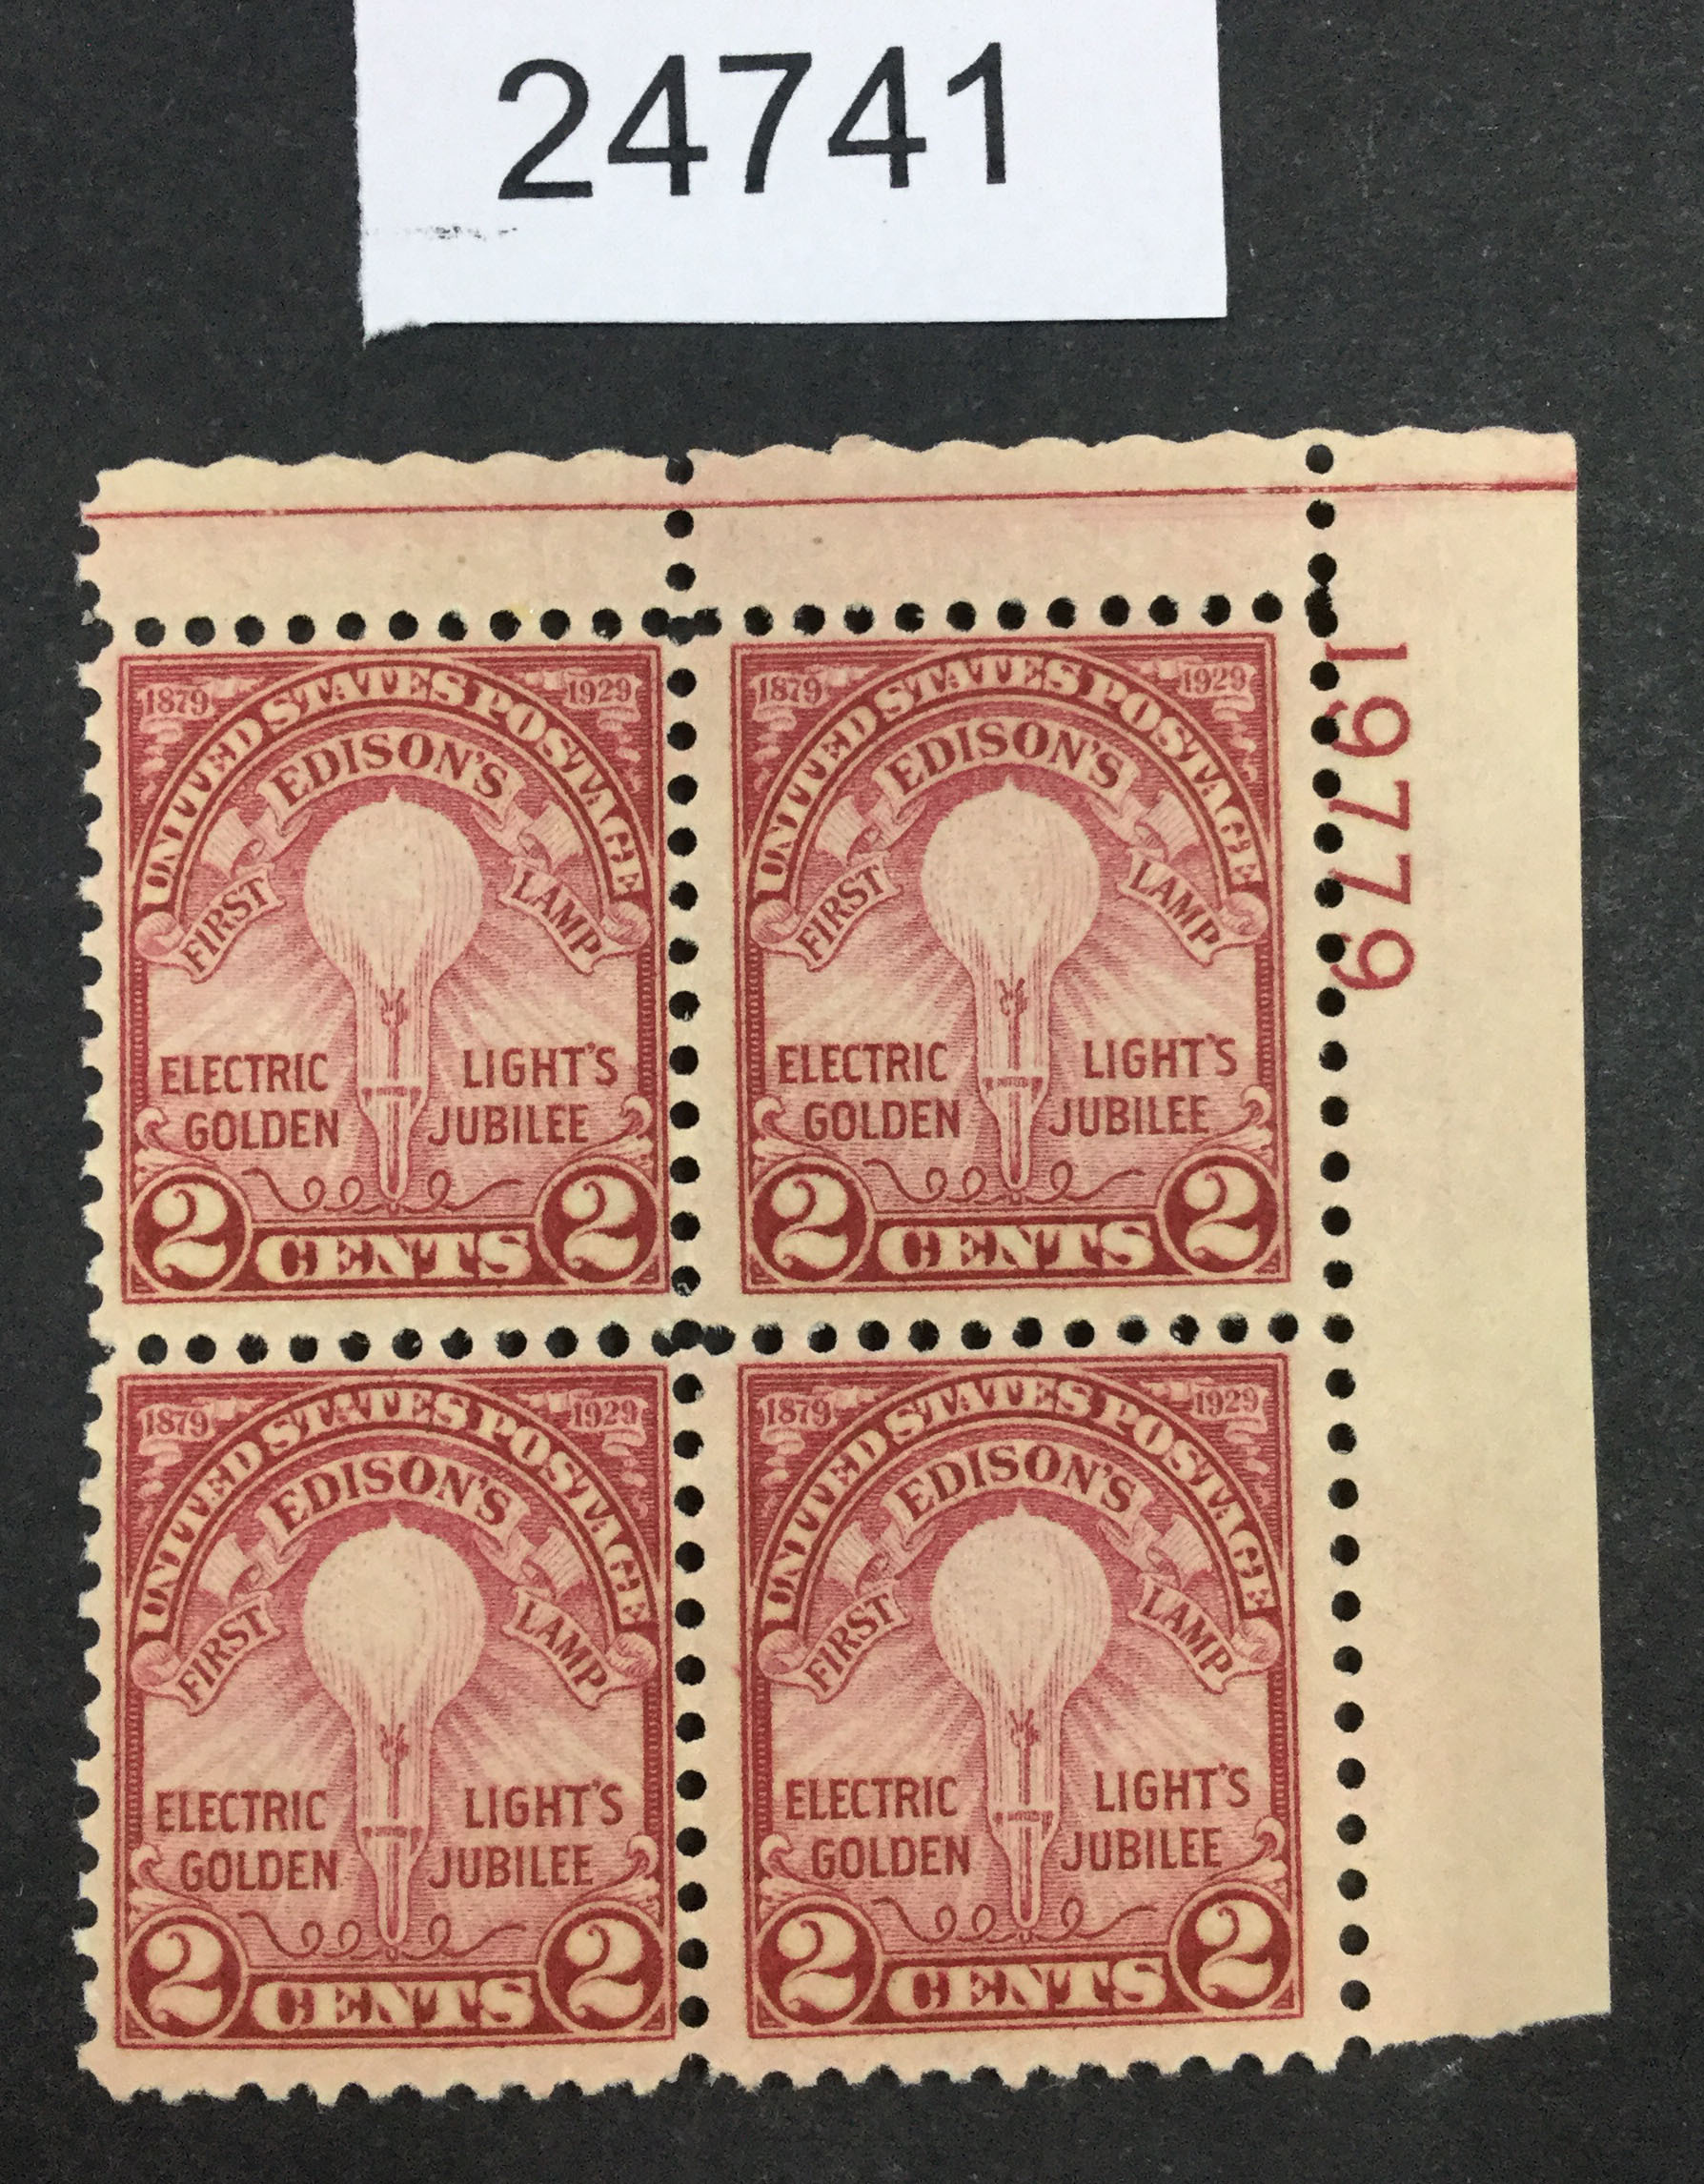 24741
1879 1929
UNITED STATES POSTAGE
EDISON'S
FIRST LAMP
ELECTRIC LIGHT'S
GOLDEN JUBILEE
2 CENTS 2
1879 1929
UNITED STATES POSTAGE
EDISON'S
FIRST LAMP
ELECTRIC LIGHT'S
GOLDEN JUBILEE
2 CENTS 2
19779
1879 1929
UNITED STATES POSTAGE
EDISON'S
FIRST LAMP
ELECTRIC LIGHT'S
GOLDEN JUBILEE
2 CENTS 2
1879 1929
UNITED STATES POSTAGE
EDISON'S
FIRST LAMP
ELECTRIC LIGHT'S
GOLDEN JUBILEE
2 CENTS 2